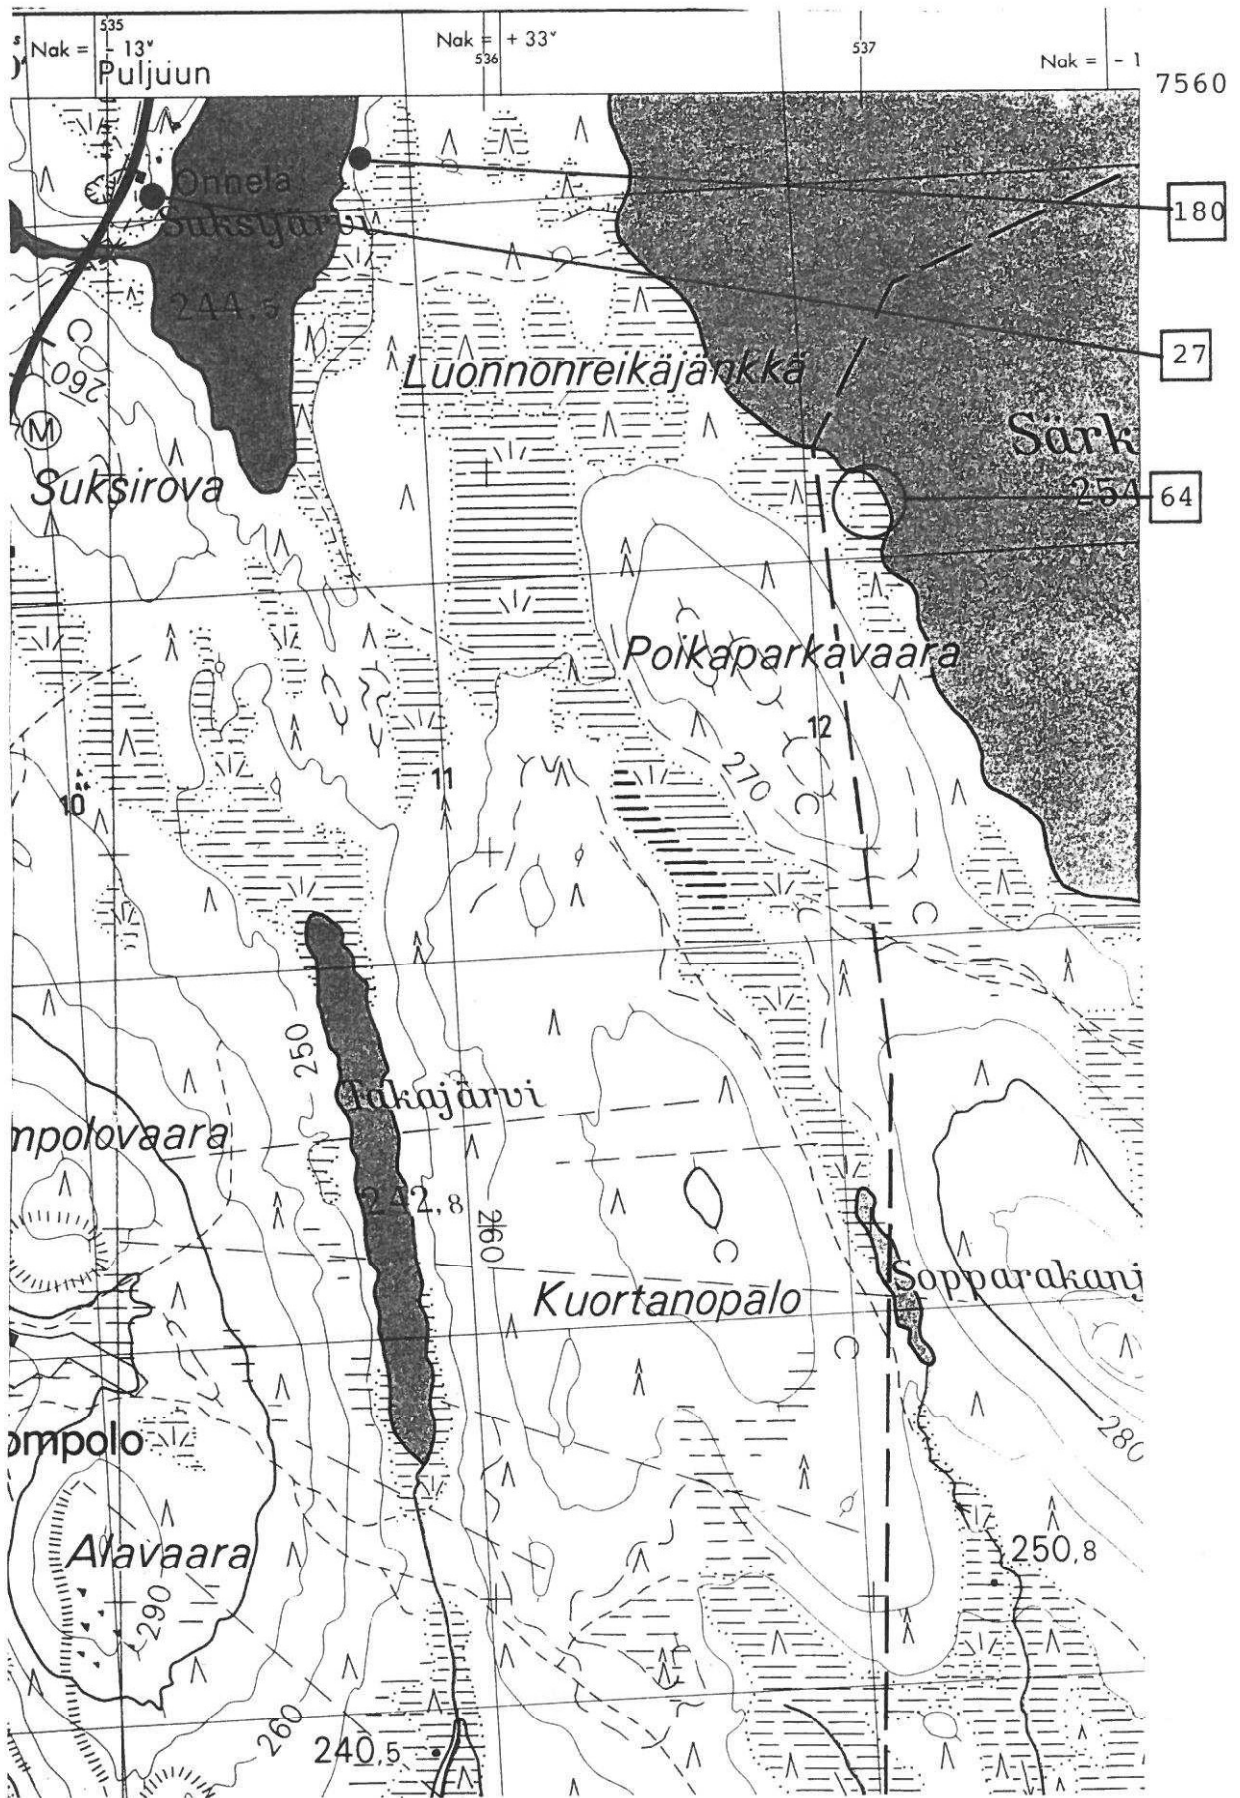 535
Nak = - 13ᵛ
Nak = + 33ᵛ
536
537
Nak = - 1
7560
Puljuun
Onnela
180
Suksijärvi
244,5
27
C
260
Luonnonreikäjänkkä
M
Särk
Suksirova
254
64
Poikaparkavaara
12
270
11
10
C
C
250
Takajärvi
mpolovaara
242,8
260
C
Sopparakanj
Kuortanopalo
C
280
ompolo
250,8
Alavaara
290
260
240,5